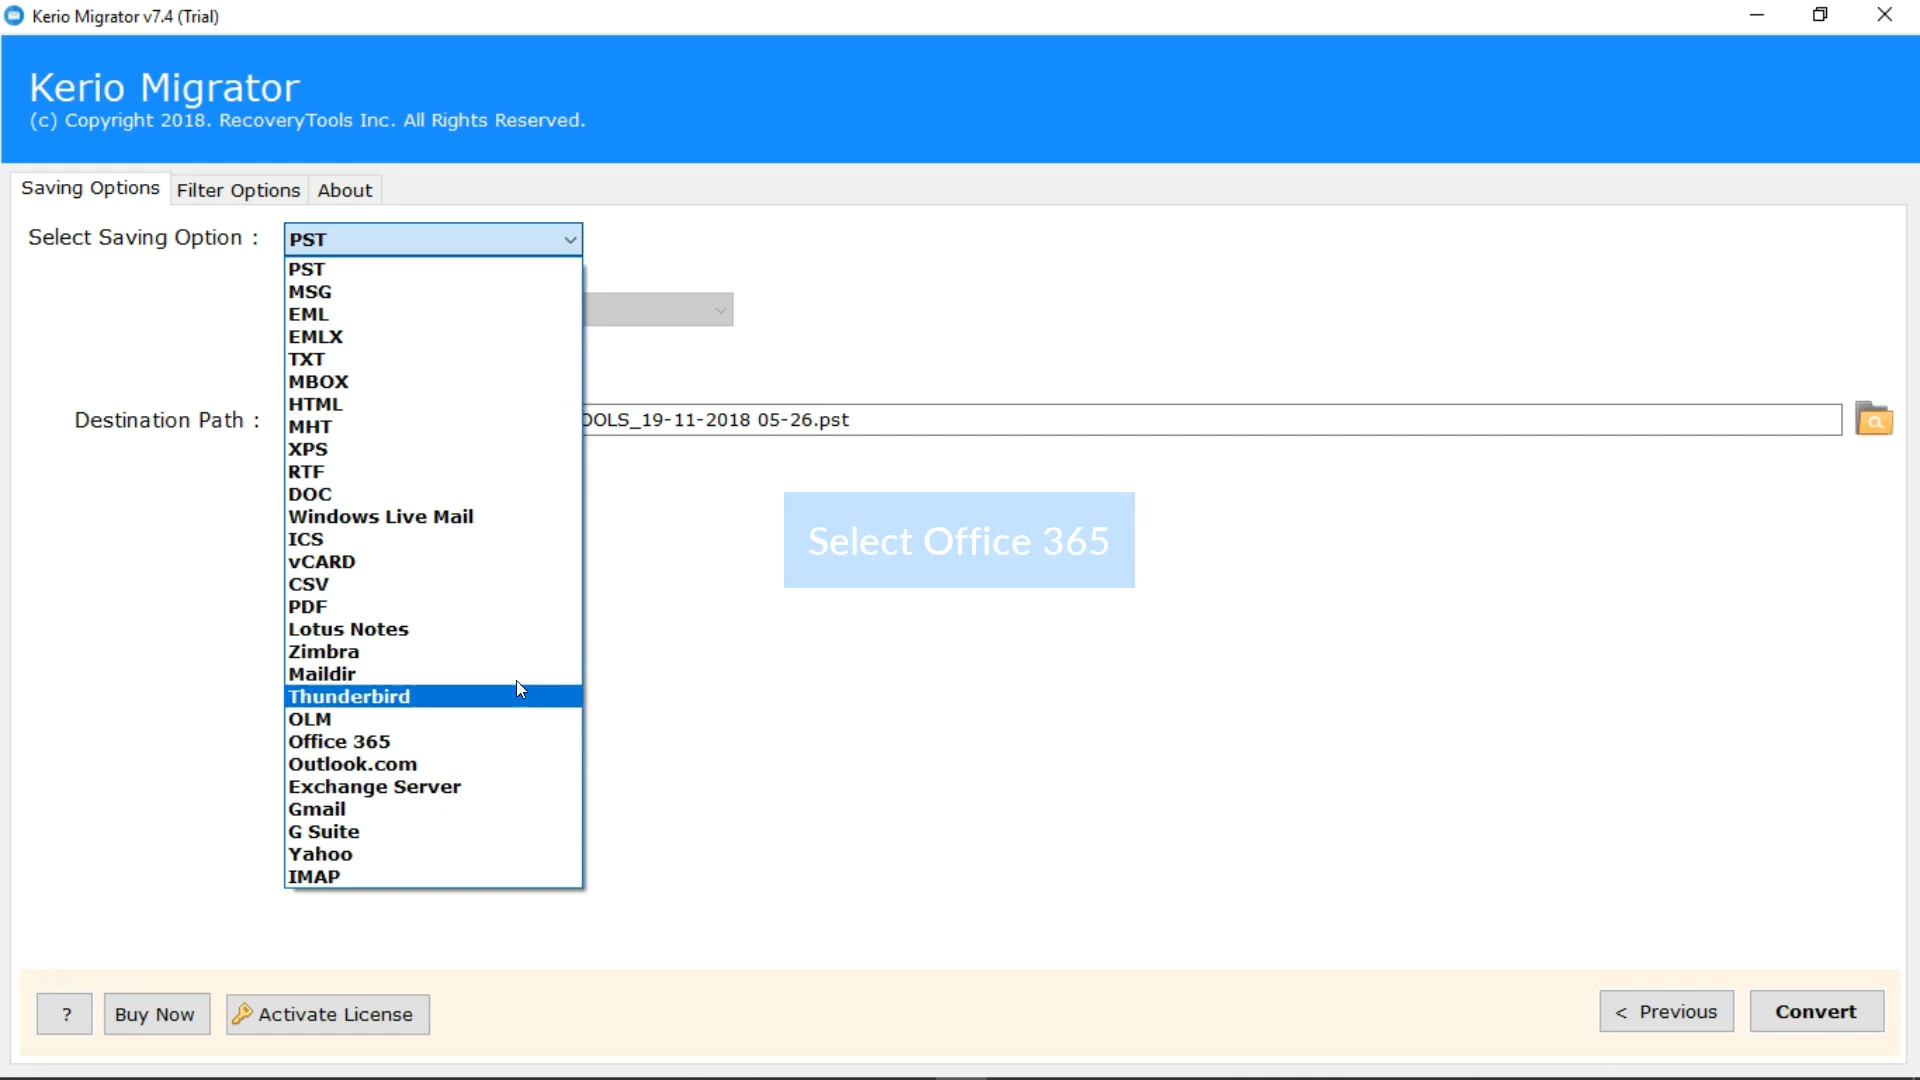 Kerio Migrator v7.4 (Trial)
Kerio Migrator
(c) Copyright 2018. RecoveryTools Inc. All Rights Reserved.
Saving Options Filter Options About
Select Saving Option : PST
PST
MSG
EML
EMLX
TXT
MBOX
HTML
MHT
XPS
RTF
DOC
Windows Live Mail
ICS
vCARD
CSV
PDF
Lotus Notes
Zimbra
Maildir
Thunderbird
OLM
Office 365
Outlook.com
Exchange Server
Gmail
G Suite
Yahoo
IMAP
Destination Path : OOLS_19-11-2018 05-26.pst
Select Office 365
? Buy Now Activate License < Previous Convert